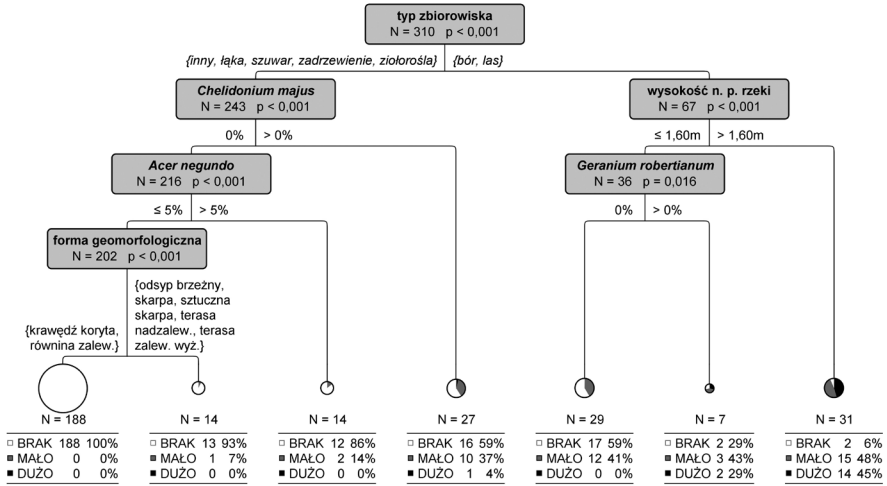 typ zbiorowiska
N = 310 p < 0,001
{inny, łąka, szuwar, zadrzewienie, ziołorośla} {bór, las}
Chelidonium majus
N = 243 p < 0,001
wysokość n. p. rzeki
N = 67 p < 0,001
0% > 0%
≤ 1,60m > 1,60m
Acer negundo
N = 216 p < 0,001
Geranium robertianum
N = 36 p = 0,016
≤ 5% > 5%
0% > 0%
forma geomorfologiczna
N = 202 p < 0,001
{krawędź koryta,
równina zalew.}
{odsyp brzeżny,
skarpa, sztuczna
skarpa, terasa
nadzalew., terasa
zalew. wyż.}
N = 188
BRAK 188 100%
MAŁO 0 0%
DUŻO 0 0%
N = 14
BRAK 13 93%
MAŁO 1 7%
DUŻO 0 0%
N = 14
BRAK 12 86%
MAŁO 2 14%
DUŻO 0 0%
N = 27
BRAK 16 59%
MAŁO 10 37%
DUŻO 1 4%
N = 29
BRAK 17 59%
MAŁO 12 41%
DUŻO 0 0%
N = 7
BRAK 2 29%
MAŁO 3 43%
DUŻO 2 29%
N = 31
BRAK 2 6%
MAŁO 15 48%
DUŻO 14 45%